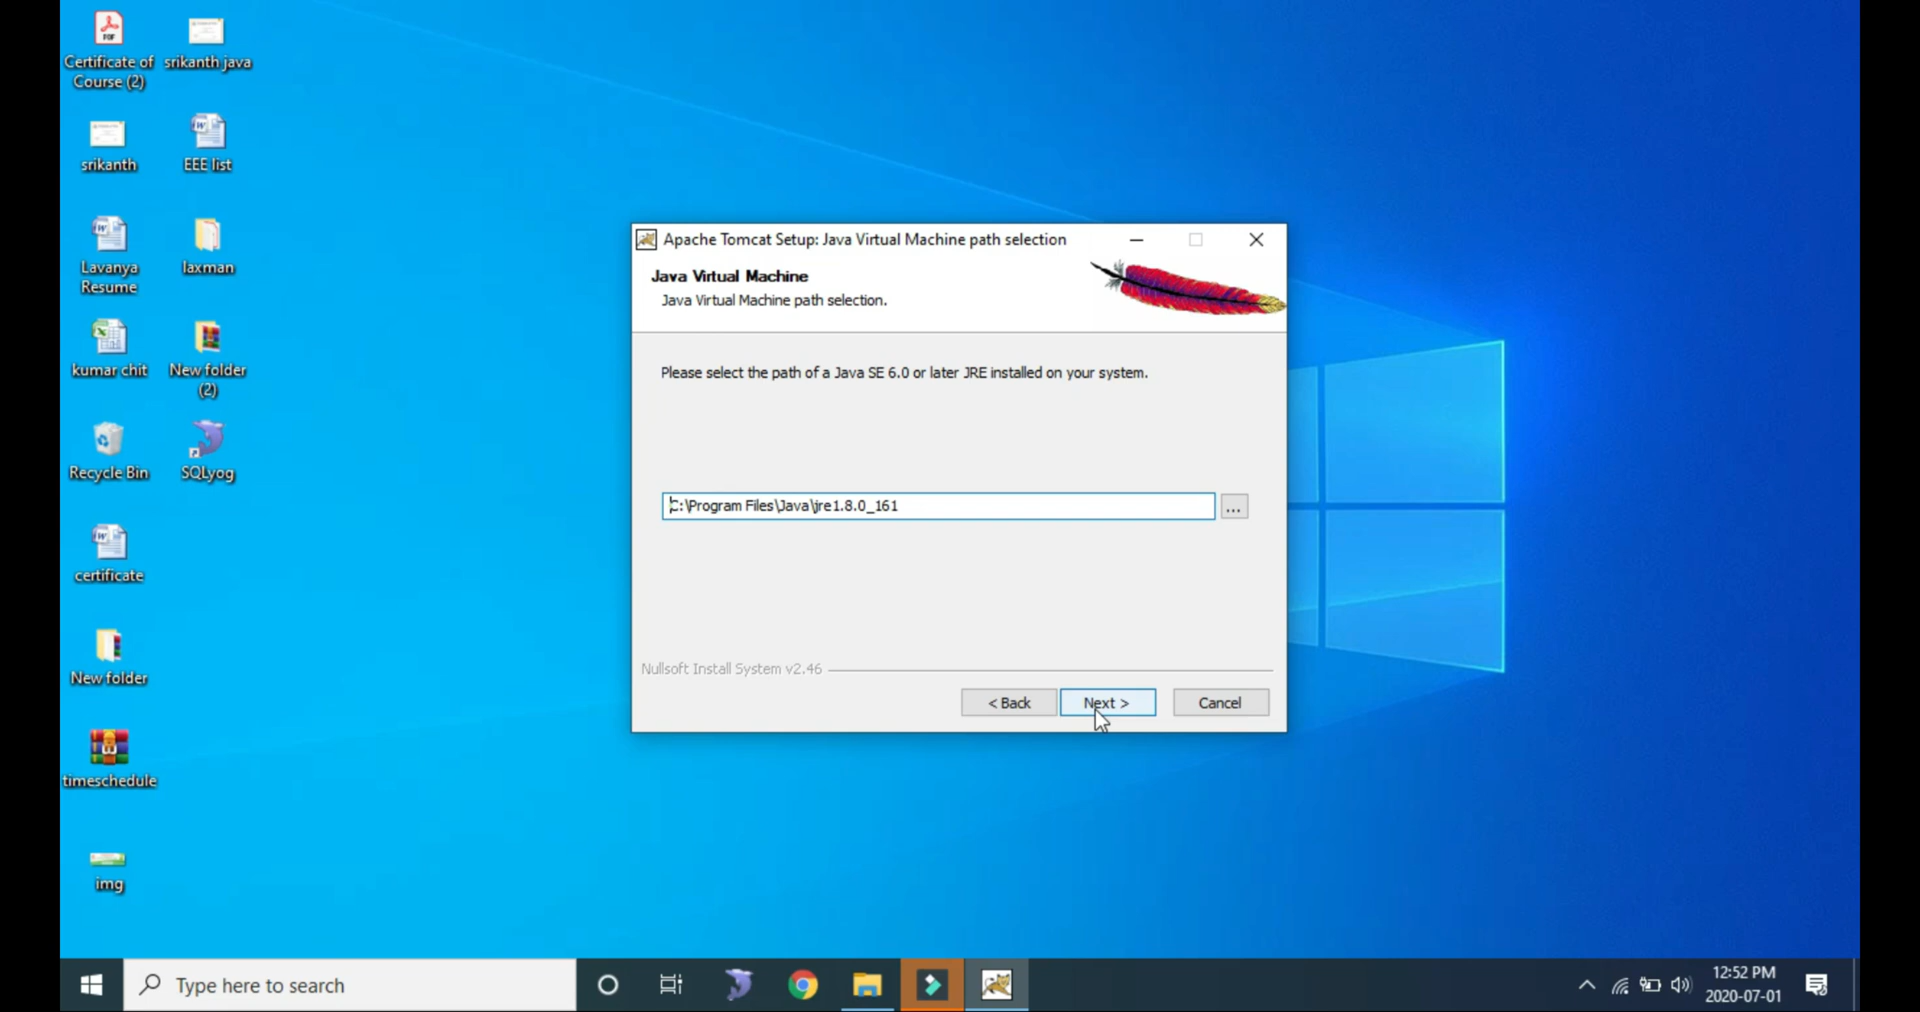 Certificate of
Course (2)
srikanth java
srikanth
EEE list
Lavanya
Resume
laxman
kumar chit
New folder
(2)
Recycle Bin
SQLyog
certificate
New folder
timeschedule
img
Apache Tomcat Setup: Java Virtual Machine path selection
Java Virtual Machine
Java Virtual Machine path selection.
Please select the path of a Java SE 6.0 or later JRE installed on your system.
C:\Program Files\Java\jre1.8.0_161
...
Nullsoft Install System v2.46
< Back
Next >
Cancel
Type here to search
12:52 PM
2020-07-01